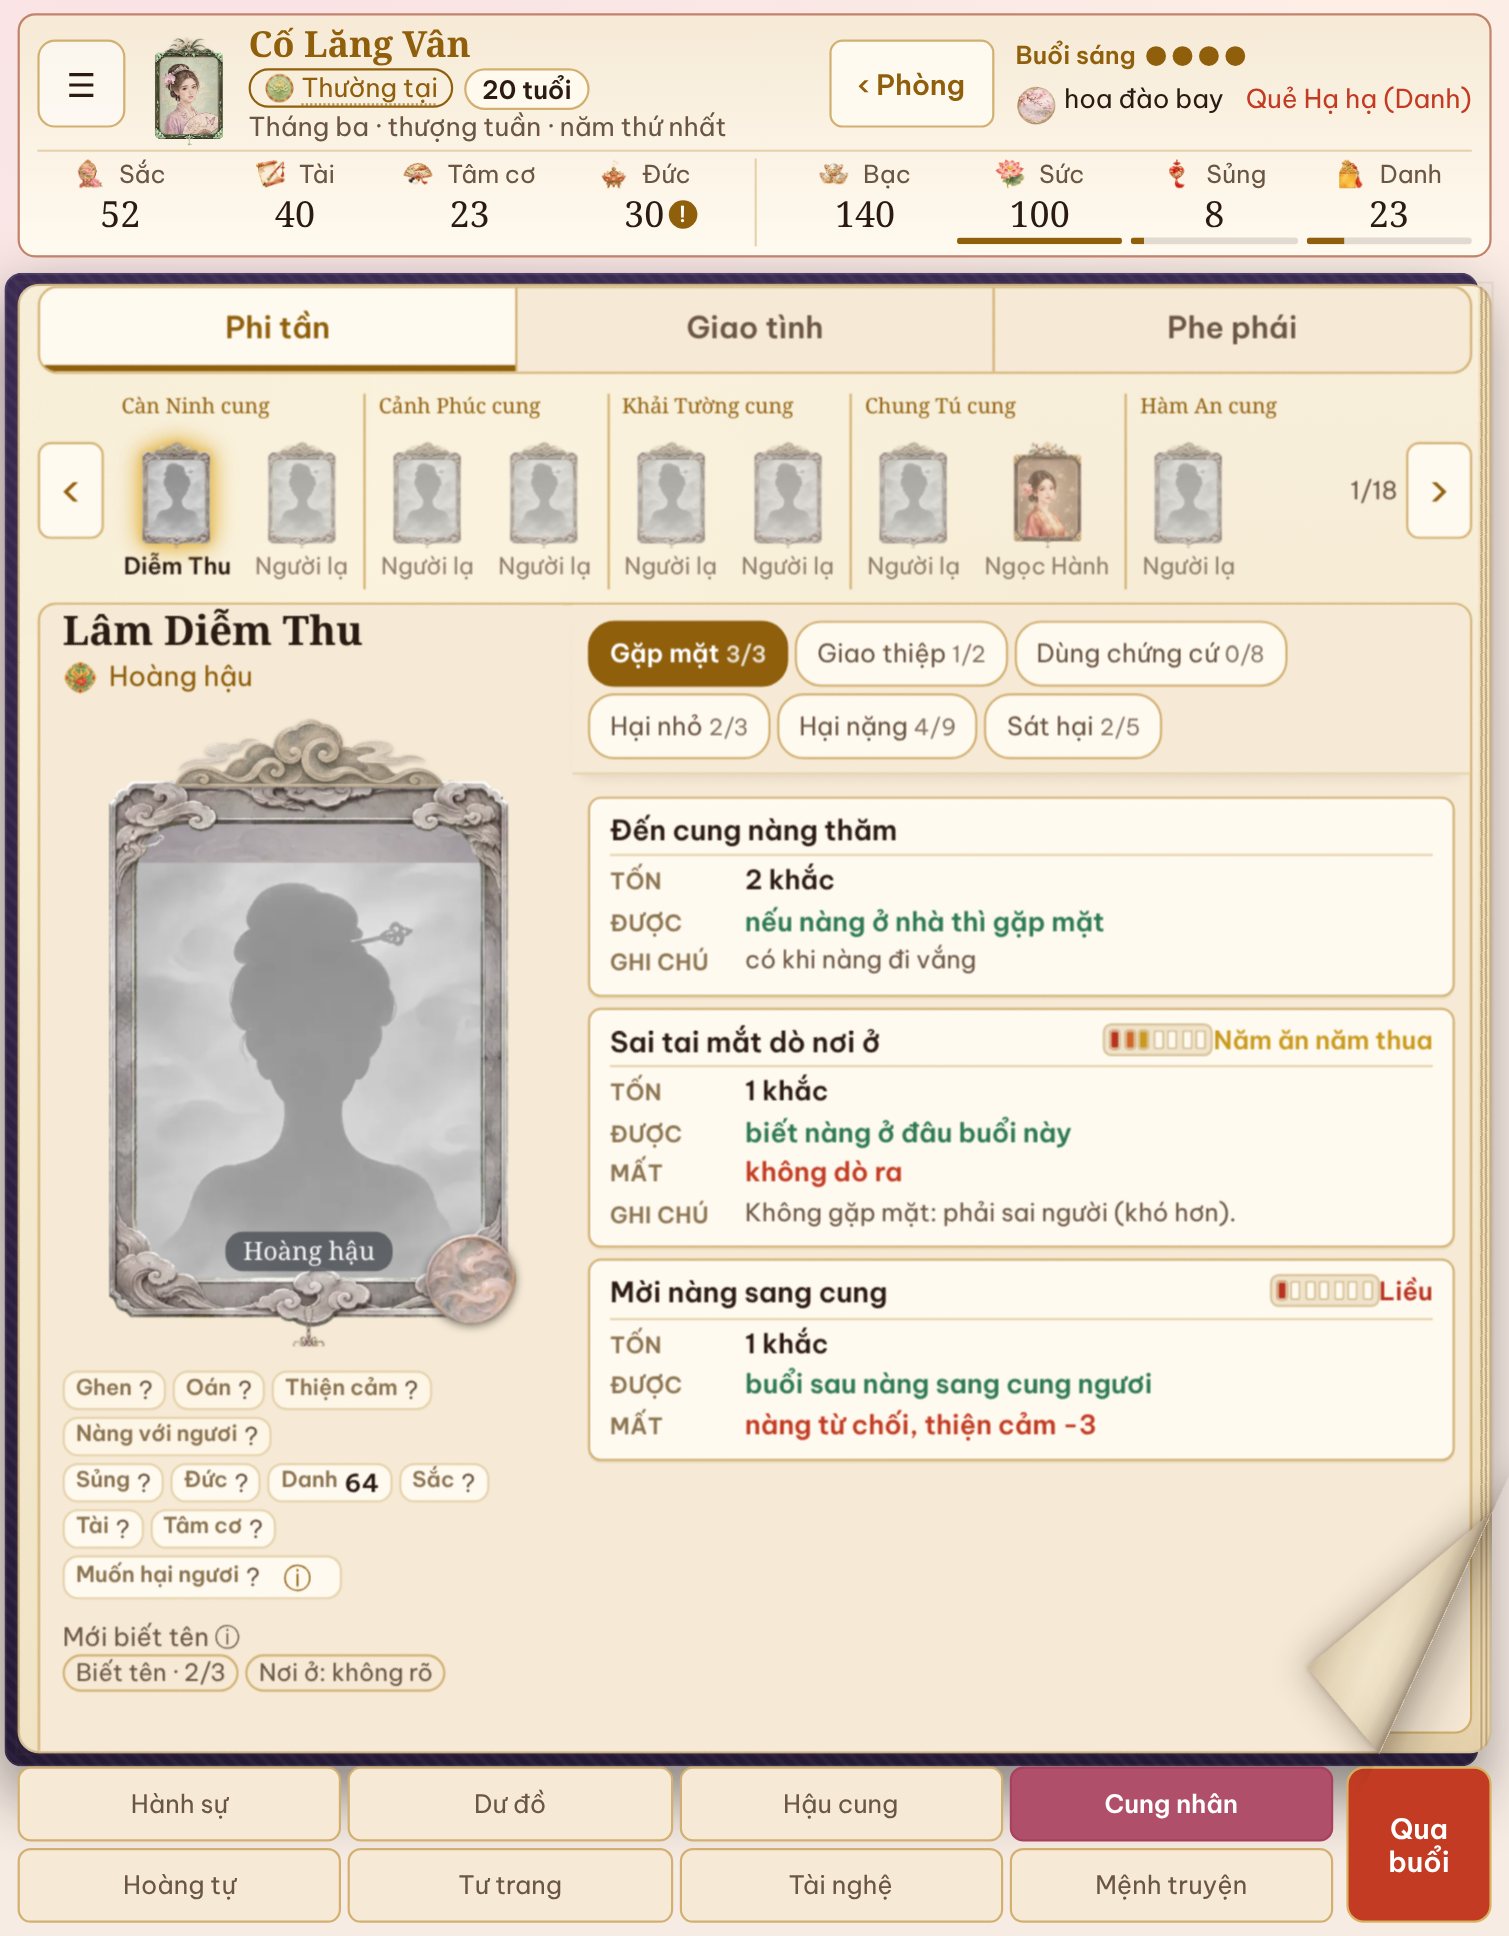 ☰
Cố Lăng Vân
Thường tại
20 tuổi
Tháng ba · thượng tuần · năm thứ nhất
‹ Phòng
Buổi sáng
hoa đào bay
Quẻ Hạ hạ (Danh)
Sắc
52
Tài
40
Tâm cơ
23
Đức
30 !
Bạc
140
Sức
100
Sủng
8
Danh
23
Phi tần
Giao tình
Phe phái
Càn Ninh cung
Cảnh Phúc cung
Khải Tường cung
Chung Tú cung
Hàm An cung
‹
Diễm Thu
Người lạ
Người lạ
Người lạ
Người lạ
Người lạ
Người lạ
Ngọc Hành
Người lạ
1/18
›
Lâm Diễm Thu
Hoàng hậu
Hoàng hậu
Ghen ?
Oán ?
Thiện cảm ?
Nàng với ngươi ?
Sủng ?
Đức ?
Danh 64
Sắc ?
Tài ?
Tâm cơ ?
Muốn hại ngươi ? ⓘ
Mới biết tên ⓘ
Biết tên · 2/3
Nơi ở: không rõ
Gặp mặt 3/3
Giao thiệp 1/2
Dùng chứng cứ 0/8
Hại nhỏ 2/3
Hại nặng 4/9
Sát hại 2/5
Đến cung nàng thăm
TỐN 2 khắc
ĐƯỢC nếu nàng ở nhà thì gặp mặt
GHI CHÚ có khi nàng đi vắng
Sai tai mắt dò nơi ở
Năm ăn năm thua
TỐN 1 khắc
ĐƯỢC biết nàng ở đâu buổi này
MẤT không dò ra
GHI CHÚ Không gặp mặt: phải sai người (khó hơn).
Mời nàng sang cung
Liều
TỐN 1 khắc
ĐƯỢC buổi sau nàng sang cung ngươi
MẤT nàng từ chối, thiện cảm -3
Hành sự
Dư đồ
Hậu cung
Cung nhân
Hoàng tự
Tư trang
Tài nghệ
Mệnh truyện
Qua
buổi